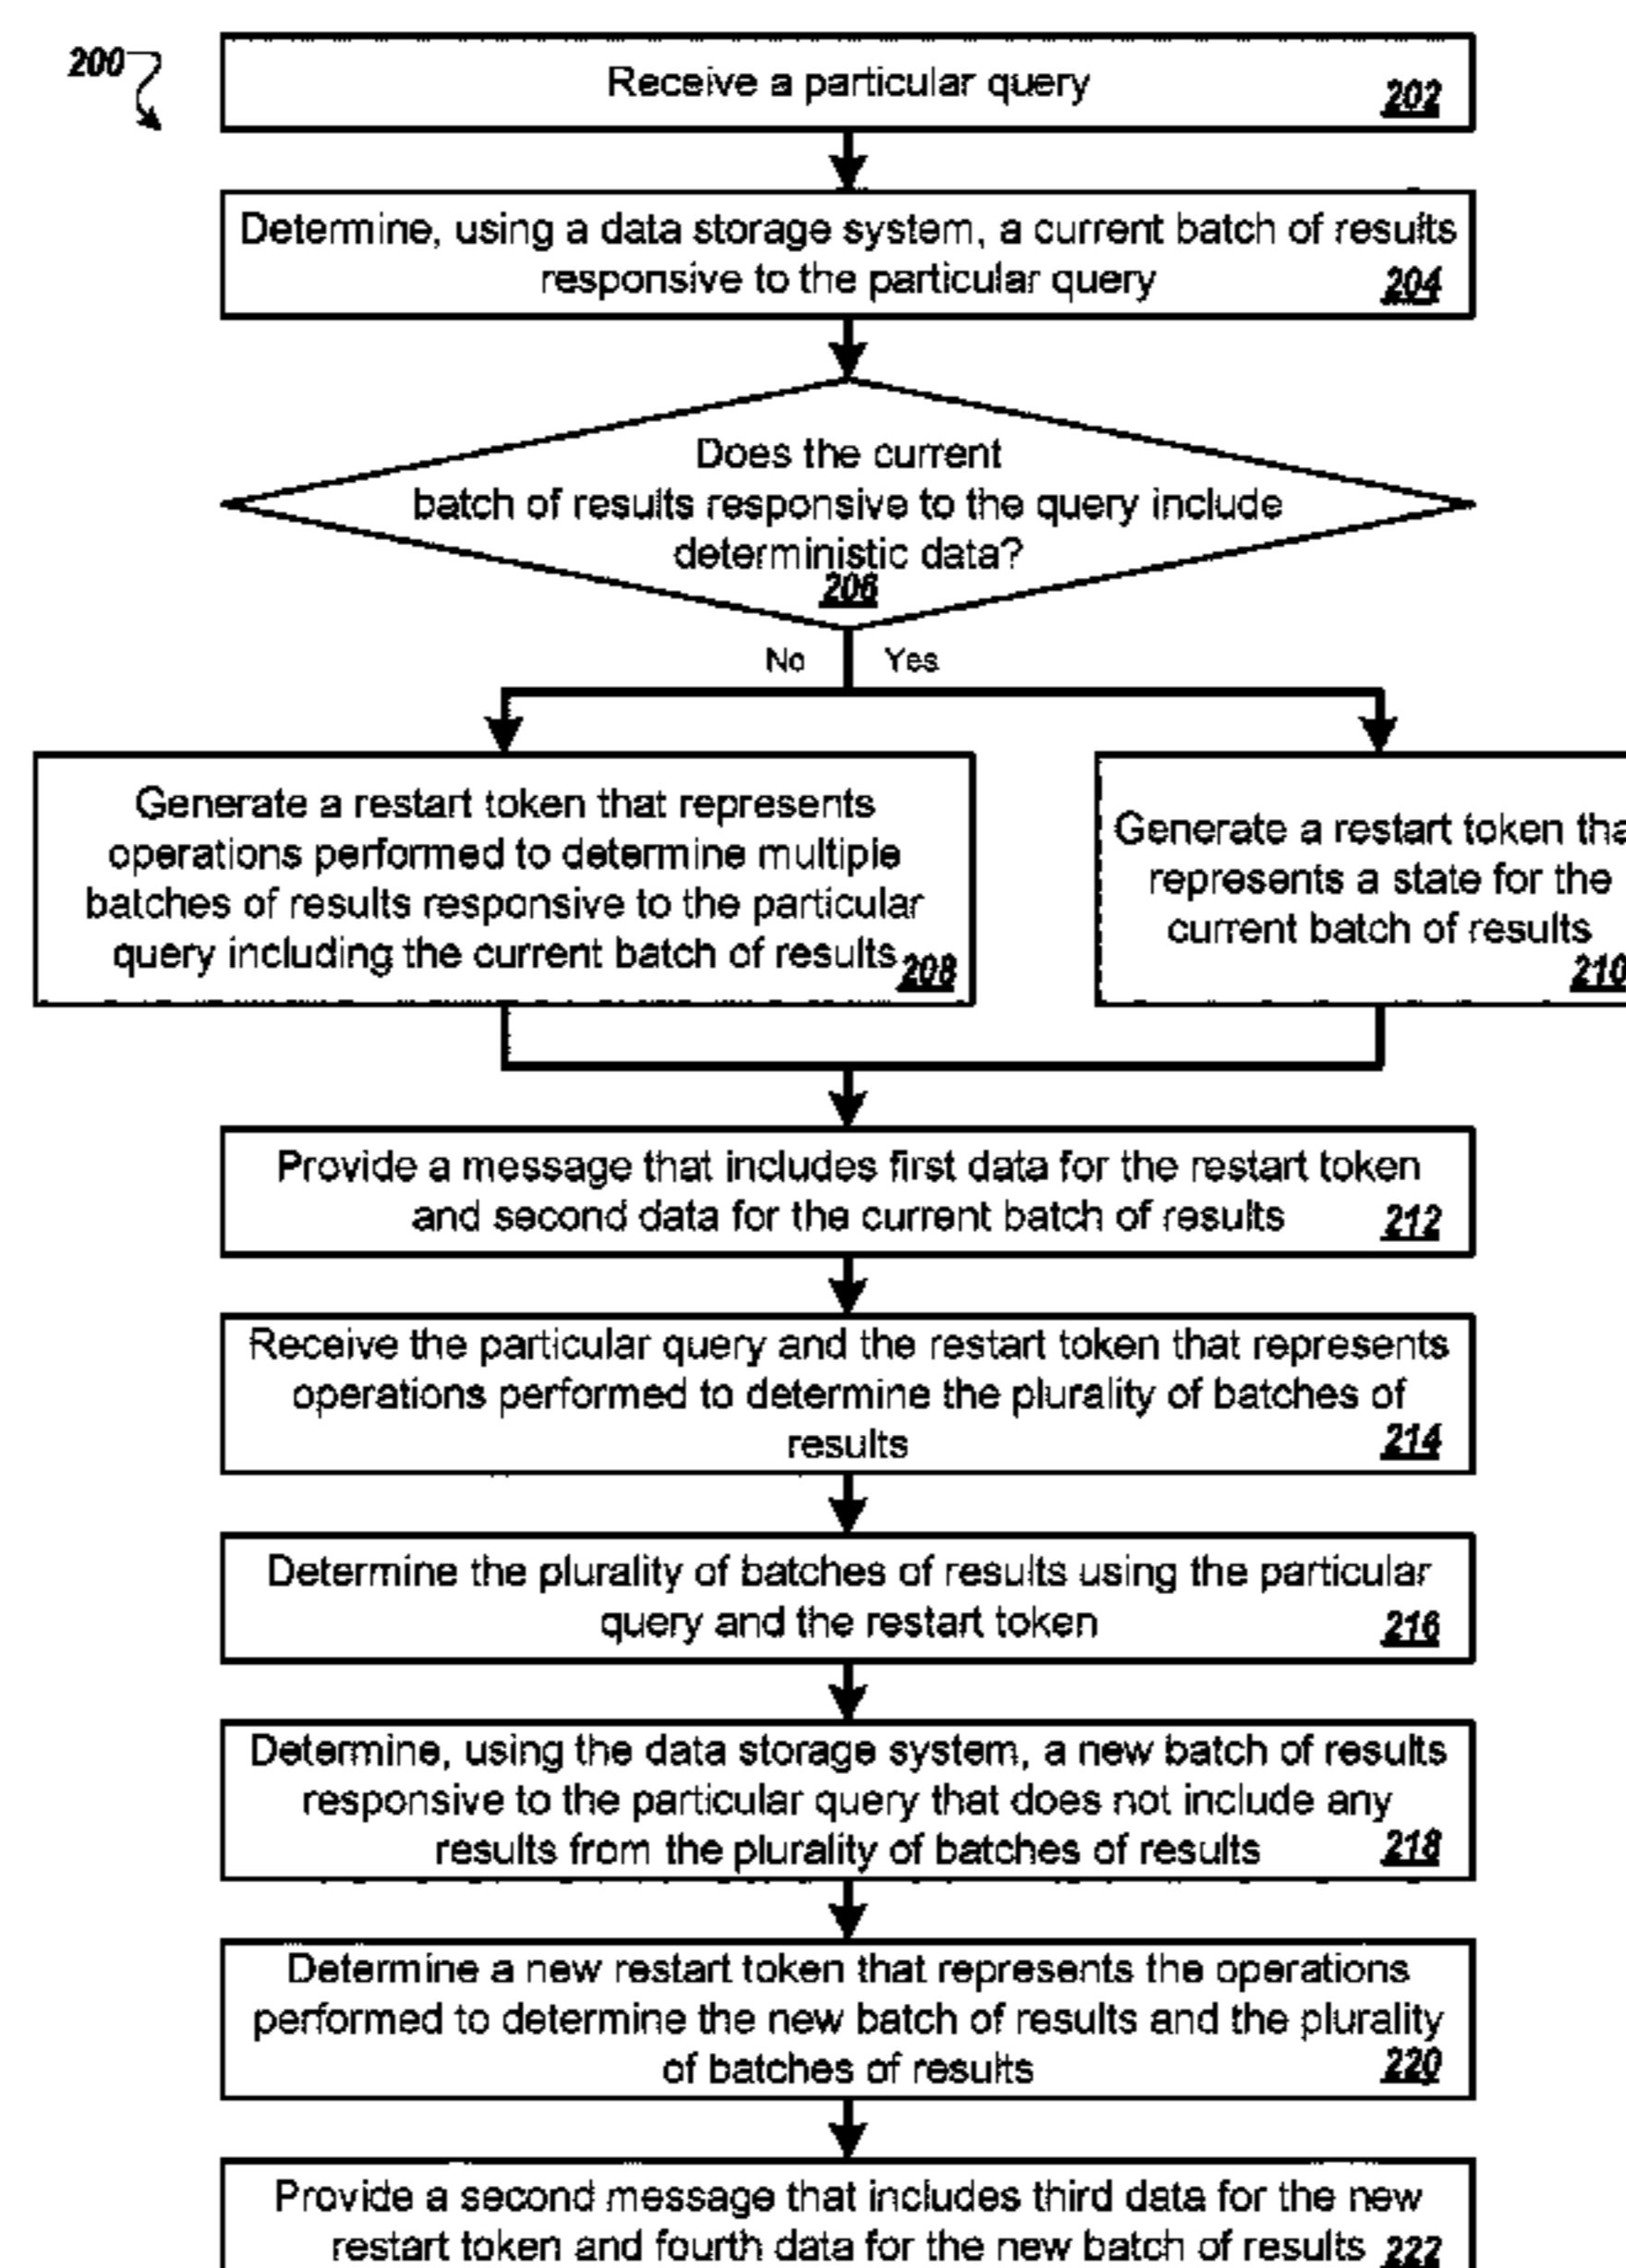 200
Receive a particular query
202
Determine, using a data storage system, a current batch of results
responsive to the particular query
204
Does the current
batch of results responsive to the query include
deterministic data?
206
No
Yes
Generate a restart token that represents
operations performed to determine multiple
batches of results responsive to the particular
query including the current batch of results
208
Generate a restart token tha
represents a state for the
current batch of results
210
Provide a message that includes first data for the restart token
and second data for the current batch of results
212
Receive the particular query and the restart token that represents
operations performed to determine the plurality of batches of
results
214
Determine the plurality of batches of results using the particular
query and the restart token
216
Determine, using the data storage system, a new batch of results
responsive to the particular query that does not include any
results from the plurality of batches of results
218
Determine a new restart token that represents the operations
performed to determine the new batch of results and the plurality
of batches of results
220
Provide a second message that includes third data for the new
restart token and fourth data for the new batch of results
222